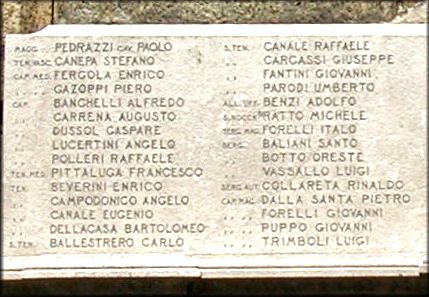 MAGG. PEDRAZZI CAV. PAOLO
TEN.VASC. CANEPA STEFANO
CAP. MED. FERGOLA ENRICO
,, ,, GAZOPPI PIERO
CAP. BANCHELLI ALFREDO
,, CARRENA AUGUSTO
,, DUSSOL GASPARE
,, LUCERTINI ANGELO
,, POLLERI RAFFAELE
TEN. MED. PITTALUGA FRANCESCO
TEN. BEVERINI ENRICO
,, CAMPODONICO ANGELO
,, CANALE EUGENIO
,, DELLACASA BARTOLOMEO
S. TEN. BALLESTRERO CARLO
S. TEN. CANALE RAFFAELE
,, CARGASSI GIUSEPPE
,, FANTINI GIOVANNI
,, PARODI UMBERTO
ALL. UFF. BENZI ADOLFO
RATTO MICHELE
SERG. MAG. FORELLI ITALO
SERG. BALIANI SANTO
,, BOTTO ORESTE
,, VASSALLO LUIGI
SERG. AUT. COLLARETA RINALDO
CAP. MAG. DALLA SANTA PIETRO
,, ,, FORELLI GIOVANNI
,, ,, PUPPO GIOVANNI
,, ,, TRIMBOLI LUIGI